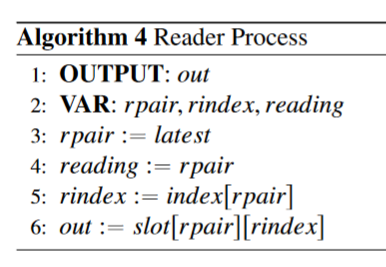 Algorithm 4 Reader Process
1: OUTPUT: out
2: VAR: rpair, rindex, reading
3: rpair := latest
4: reading := rpair
5: rindex := index[rpair]
6: out := slot[rpair][rindex]